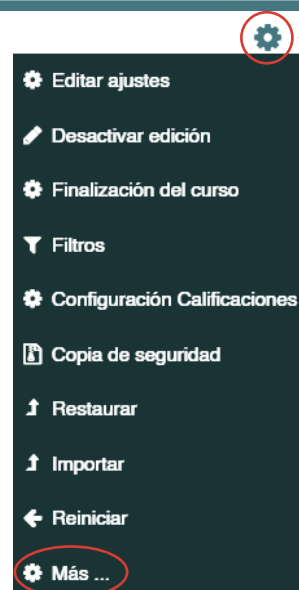 Editar ajustes
Desactivar edición
Finalización del curso
Filtros
Configuración Calificaciones
Copia de seguridad
Restaurar
Importar
Reiniciar
Más ...